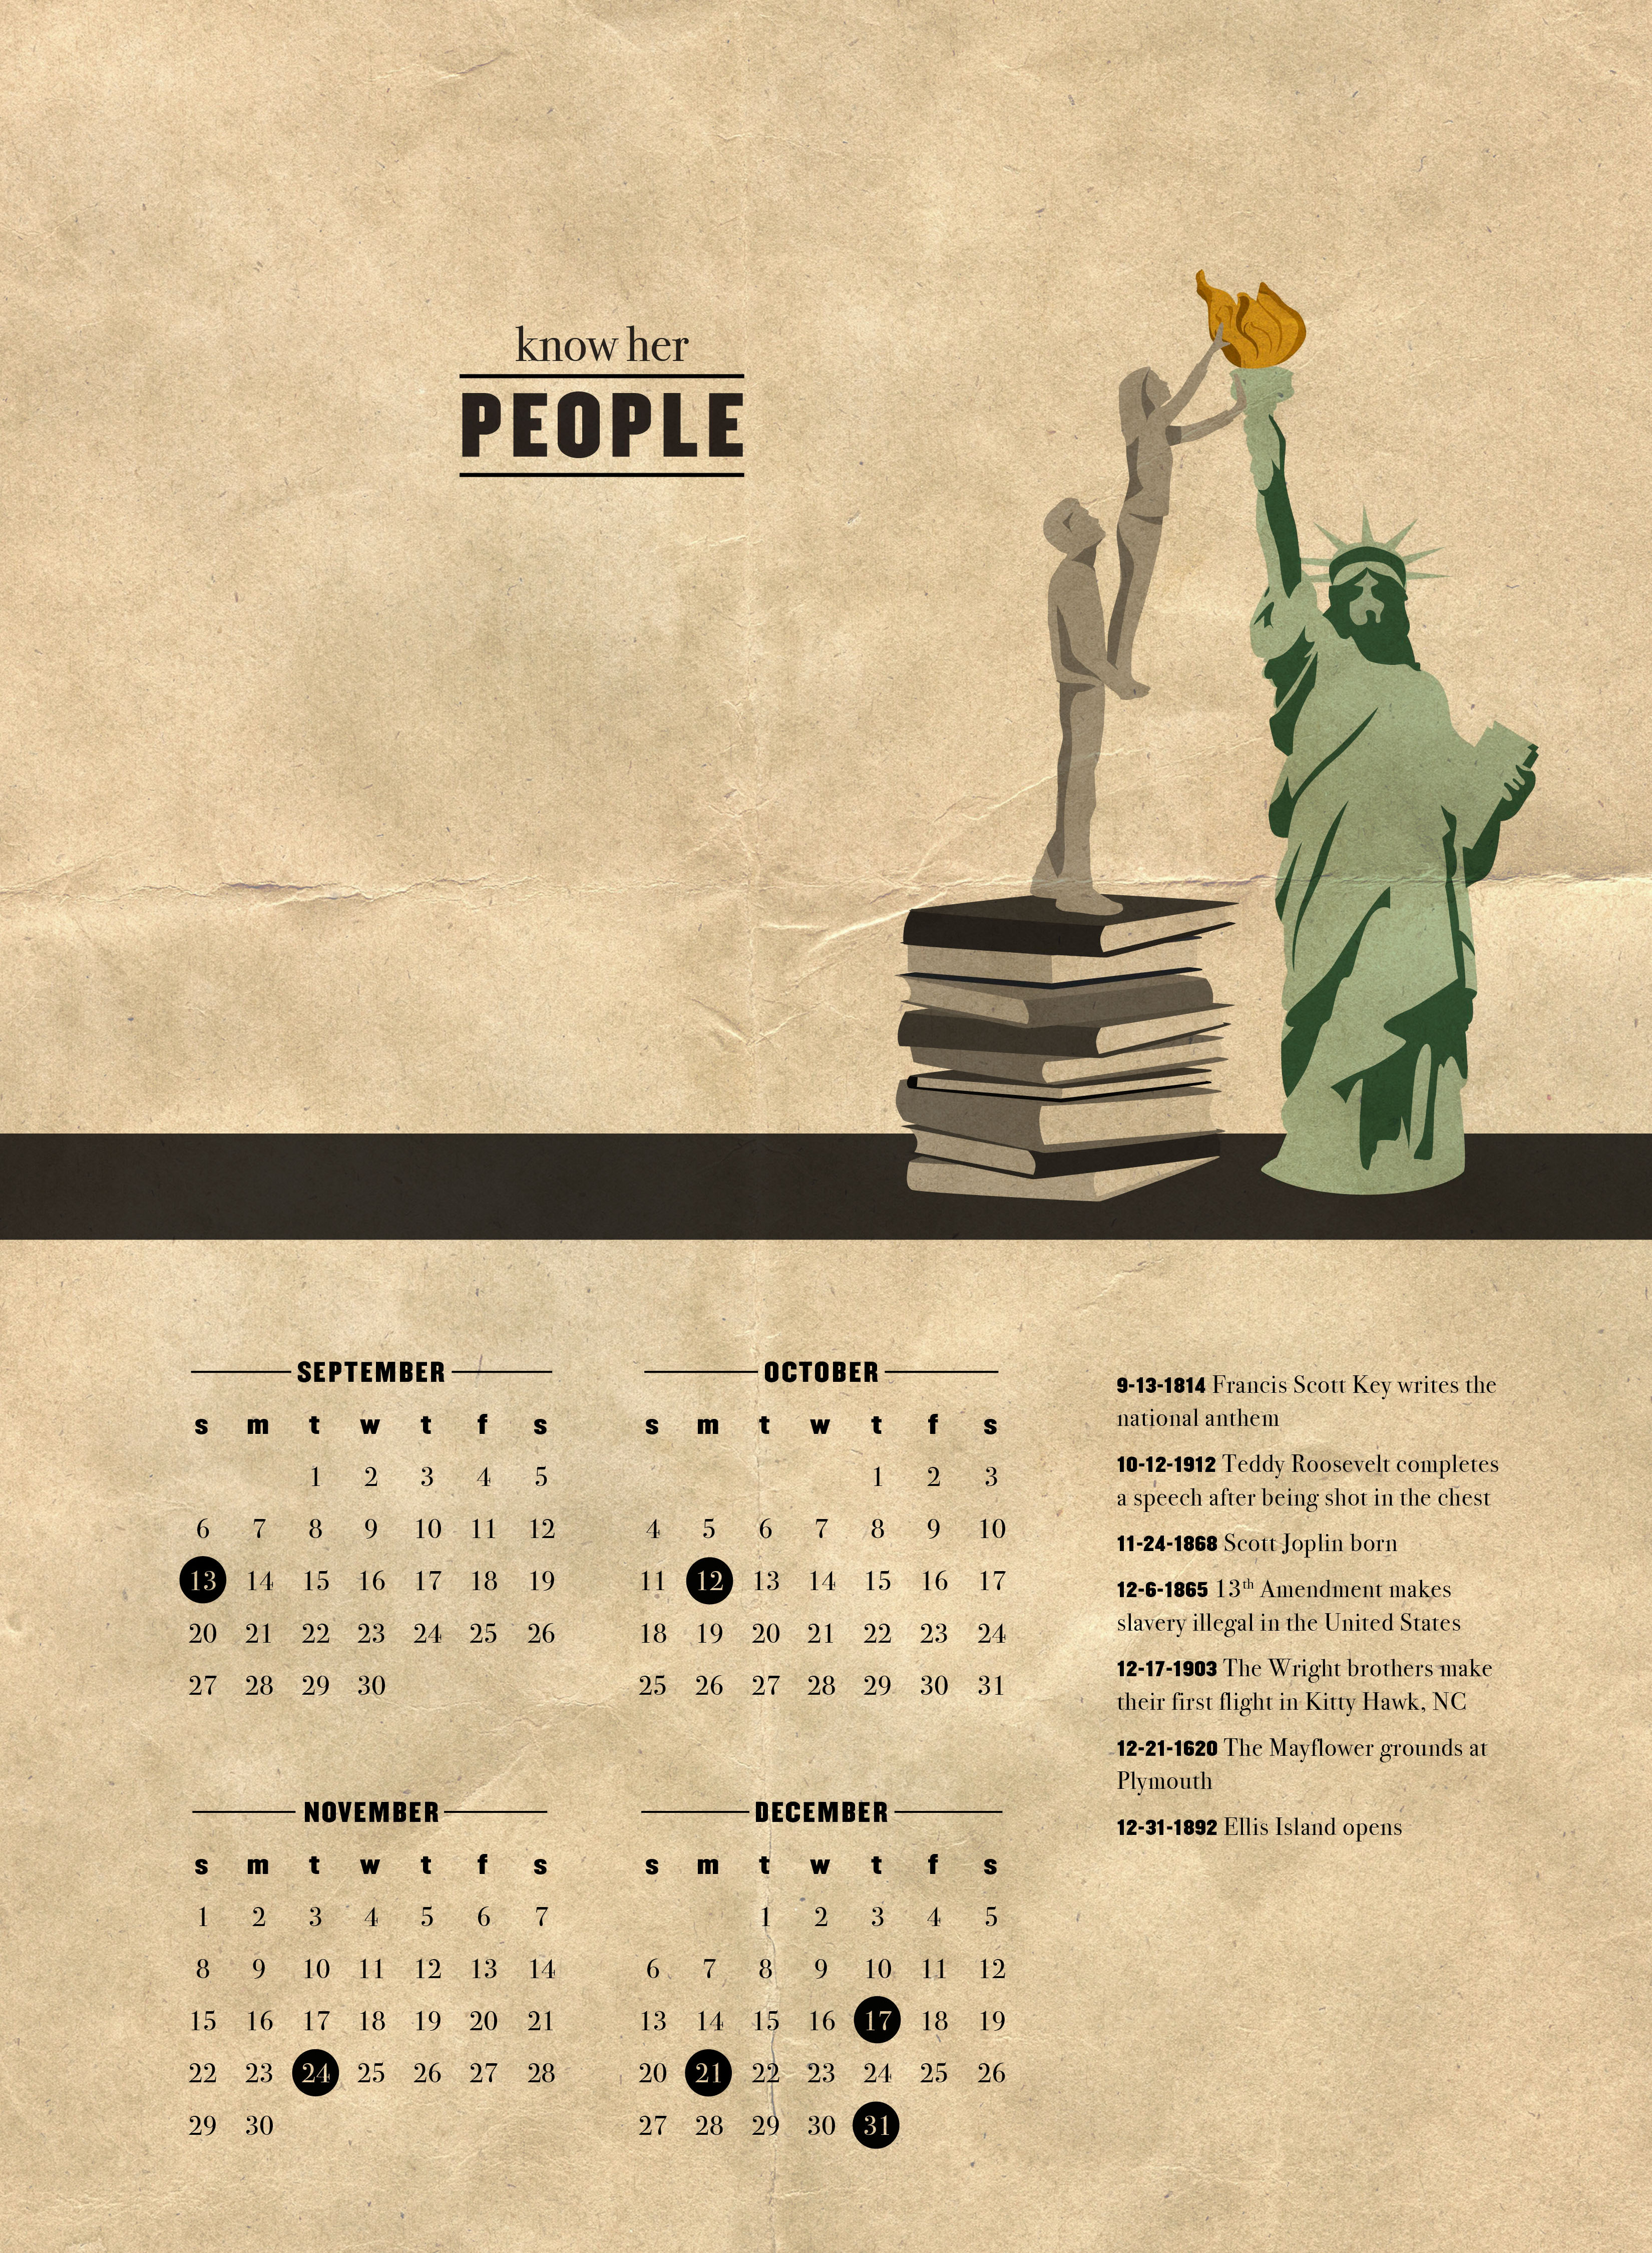 know her
PEOPLE
SEPTEMBER
s m t w t f s
1 2 3 4 5
6 7 8 9 10 11 12
13 14 15 16 17 18 19
20 21 22 23 24 25 26
27 28 29 30
OCTOBER
s m t w t f s
1 2 3
4 5 6 7 8 9 10
11 12 13 14 15 16 17
18 19 20 21 22 23 24
25 26 27 28 29 30 31
NOVEMBER
s m t w t f s
1 2 3 4 5 6 7
8 9 10 11 12 13 14
15 16 17 18 19 20 21
22 23 24 25 26 27 28
29 30
DECEMBER
s m t w t f s
1 2 3 4 5
6 7 8 9 10 11 12
13 14 15 16 17 18 19
20 21 22 23 24 25 26
27 28 29 30 31
9-13-1814 Francis Scott Key writes the
national anthem
10-12-1912 Teddy Roosevelt completes
a speech after being shot in the chest
11-24-1868 Scott Joplin born
12-6-1865 13th Amendment makes
slavery illegal in the United States
12-17-1903 The Wright brothers make
their first flight in Kitty Hawk, NC
12-21-1620 The Mayflower grounds at
Plymouth
12-31-1892 Ellis Island opens